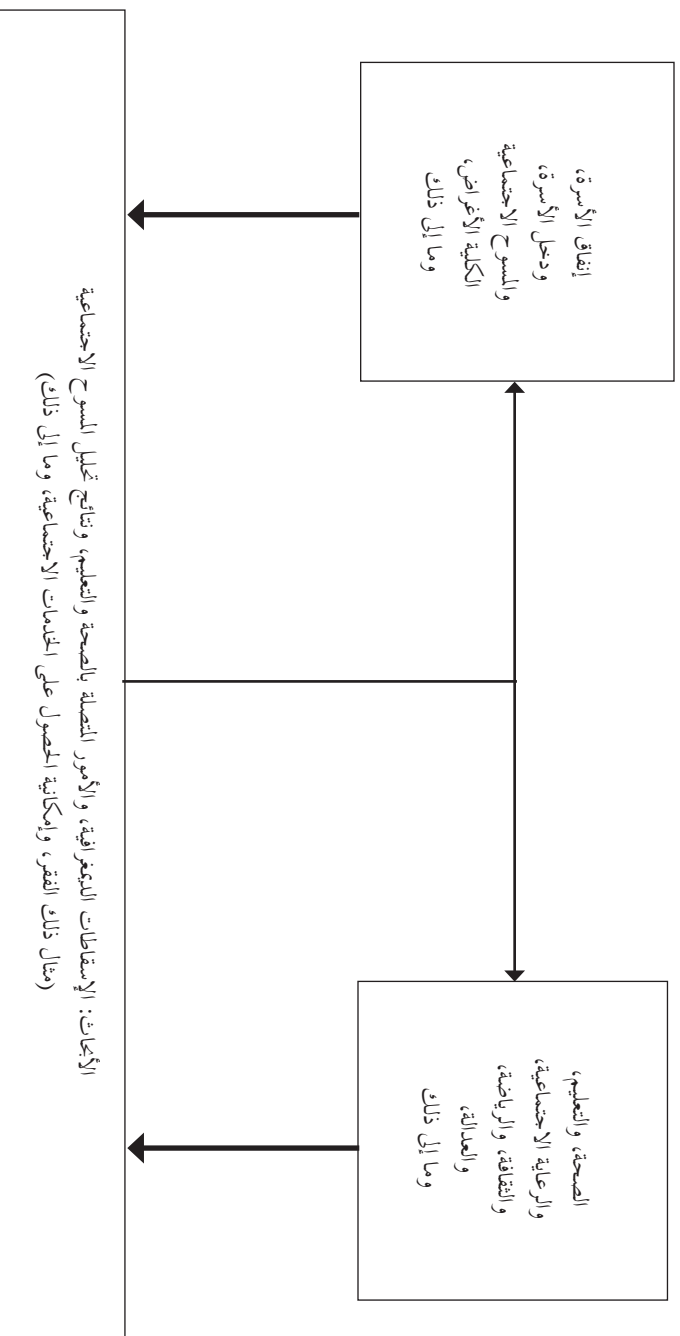 إنفاق الأسرة،
ودخل الأسرة،
والمسوح الاجتماعية
الكلية الأغراض،
وما إلى ذلك
الصحة، والتعليم،
والرعاية الاجتماعية،
والثقافة، والرياضة،
والعدالة،
وما إلى ذلك
الأبحاث: الإسقاطات الديمغرافية، والأمور المتصلة بالصحة والتعليم، ونتائج تحليل المسوح الاجتماعية
(مثال ذلك الفقر، وإمكانية الحصول على الخدمات الاجتماعية، وما إلى ذلك)